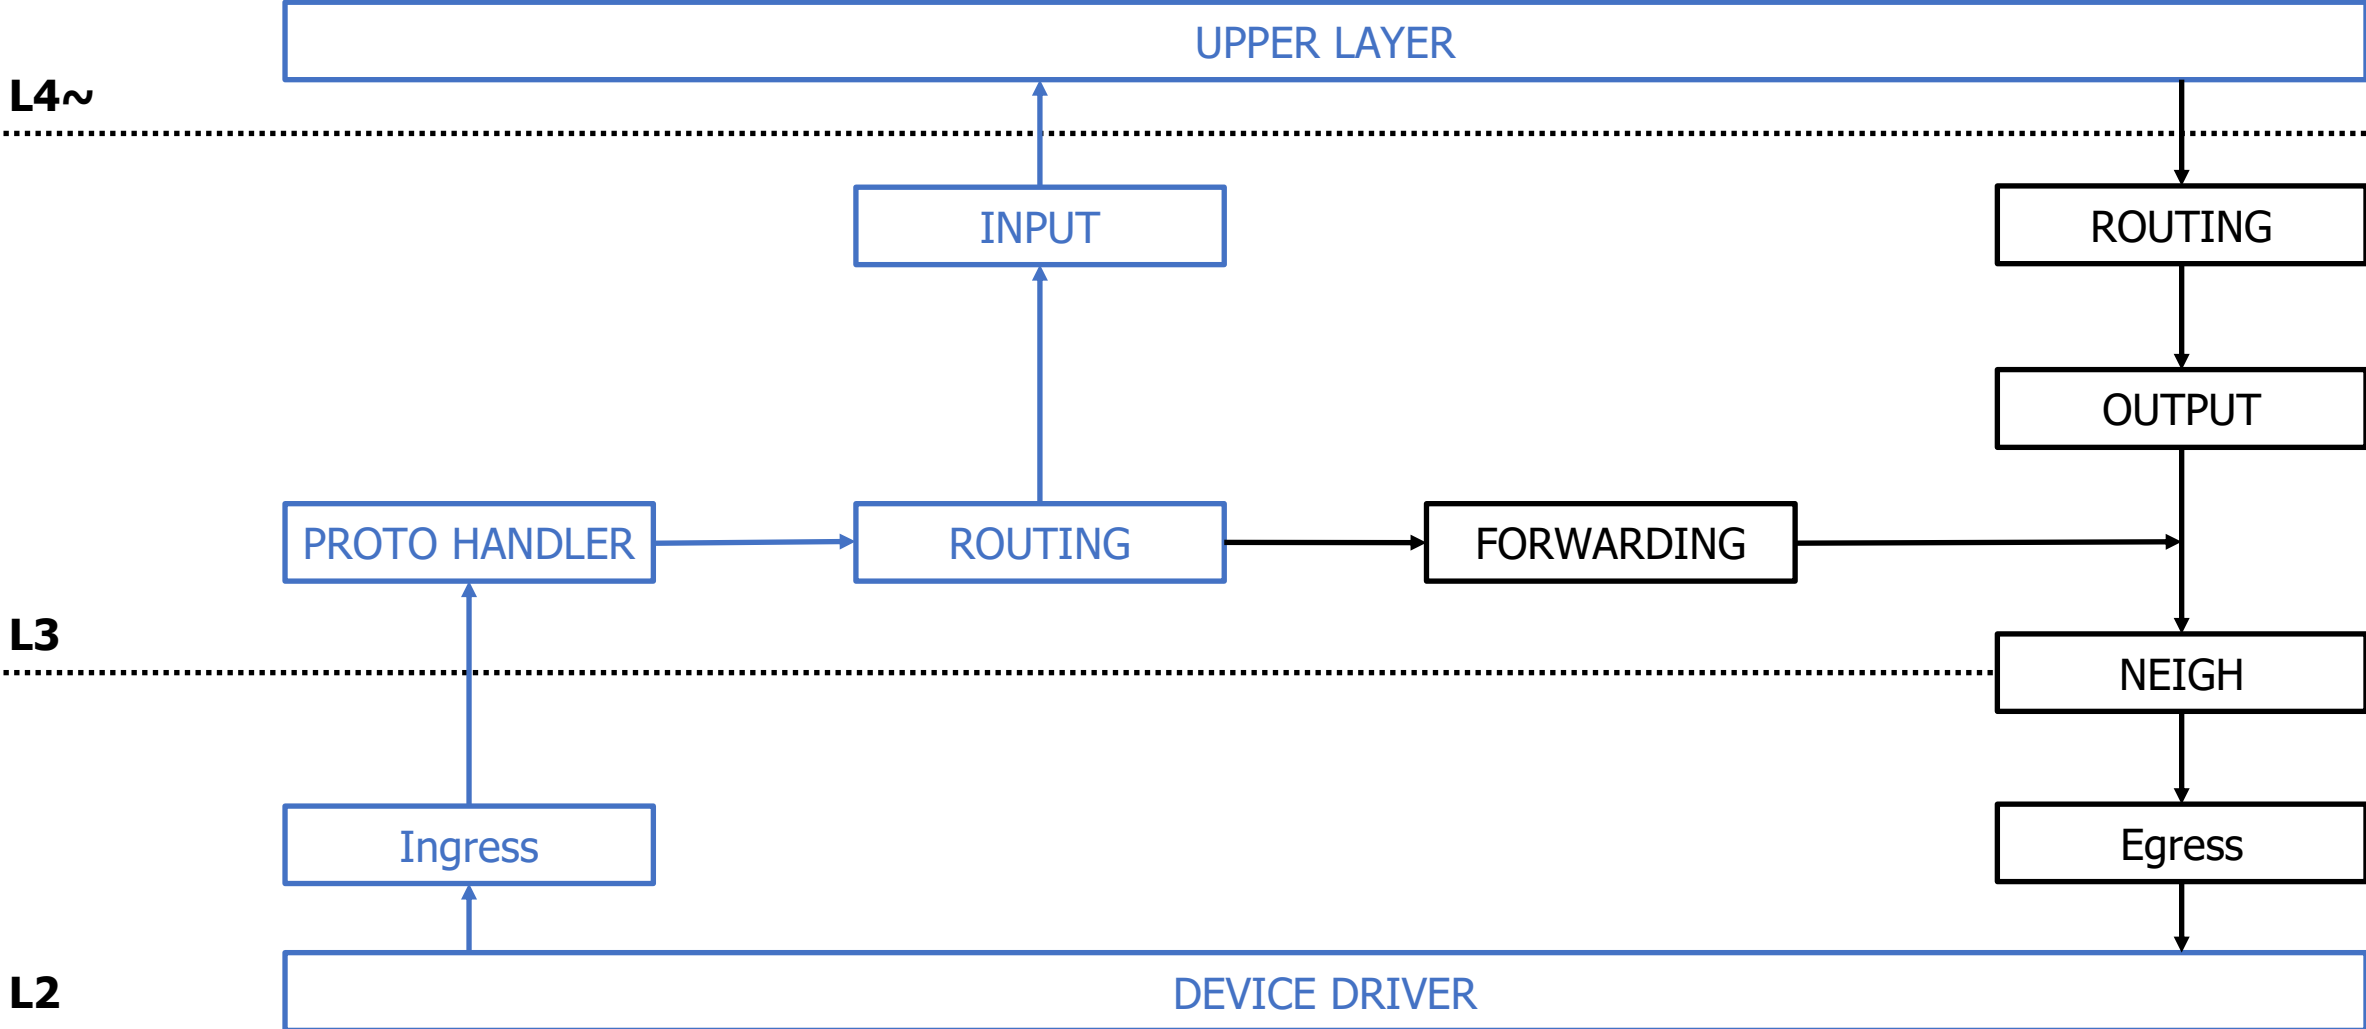 UPPER LAYER
L4~
INPUT
ROUTING
OUTPUT
PROTO HANDLER
ROUTING
FORWARDING
L3
NEIGH
Ingress
Egress
L2
DEVICE DRIVER